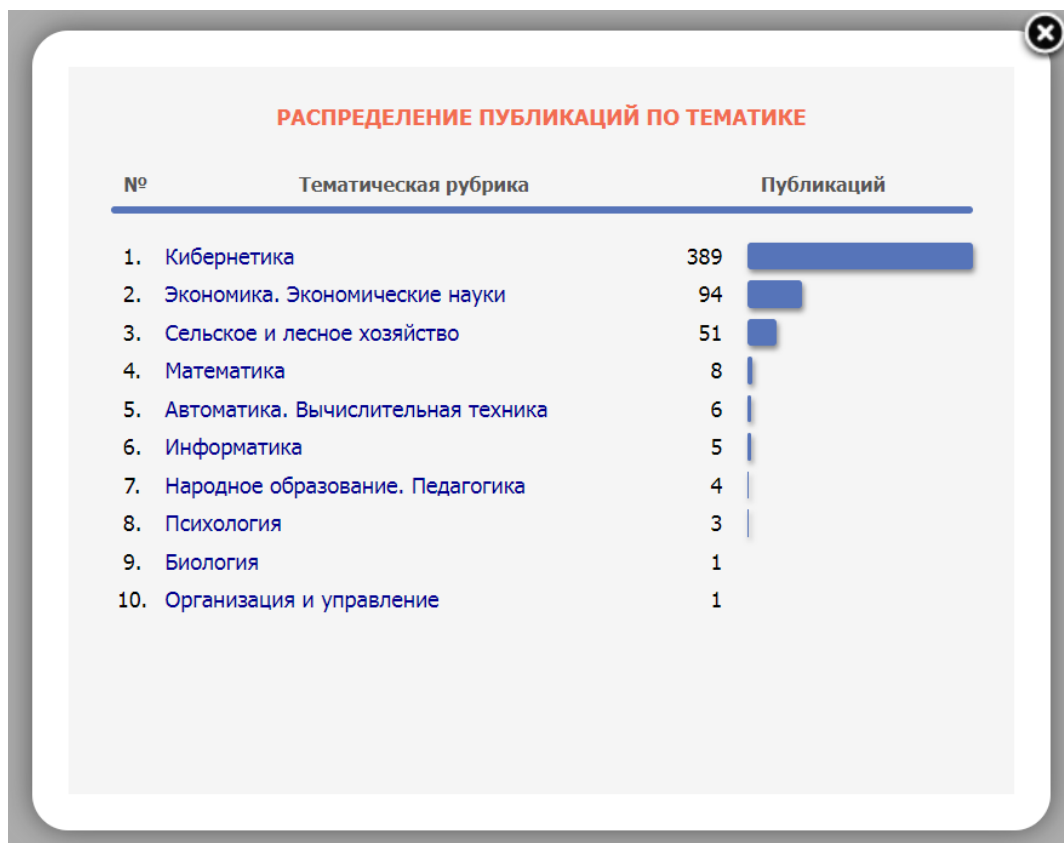 РАСПРЕДЕЛЕНИЕ ПУБЛИКАЦИЙ ПО ТЕМАТИКЕ
№ Тематическая рубрика Публикаций
1. Кибернетика 389
2. Экономика. Экономические науки 94
3. Сельское и лесное хозяйство 51
4. Математика 8
5. Автоматика. Вычислительная техника 6
6. Информатика 5
7. Народное образование. Педагогика 4
8. Психология 3
9. Биология 1
10. Организация и управление 1